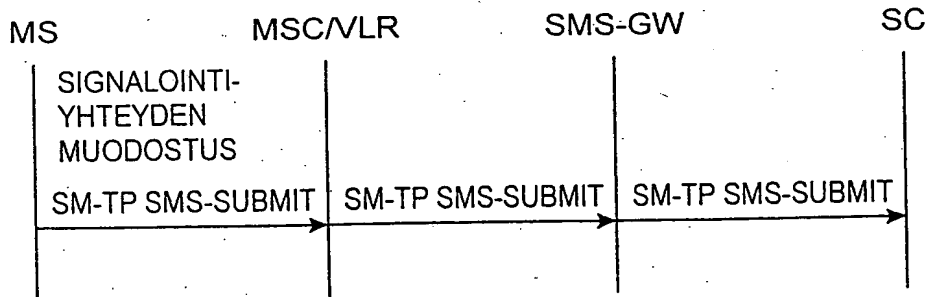 MS MSC/VLR SMS-GW SC
SIGNALOINTI-
YHTEYDEN
MUODOSTUS
SM-TP SMS-SUBMIT SM-TP SMS-SUBMIT SM-TP SMS-SUBMIT